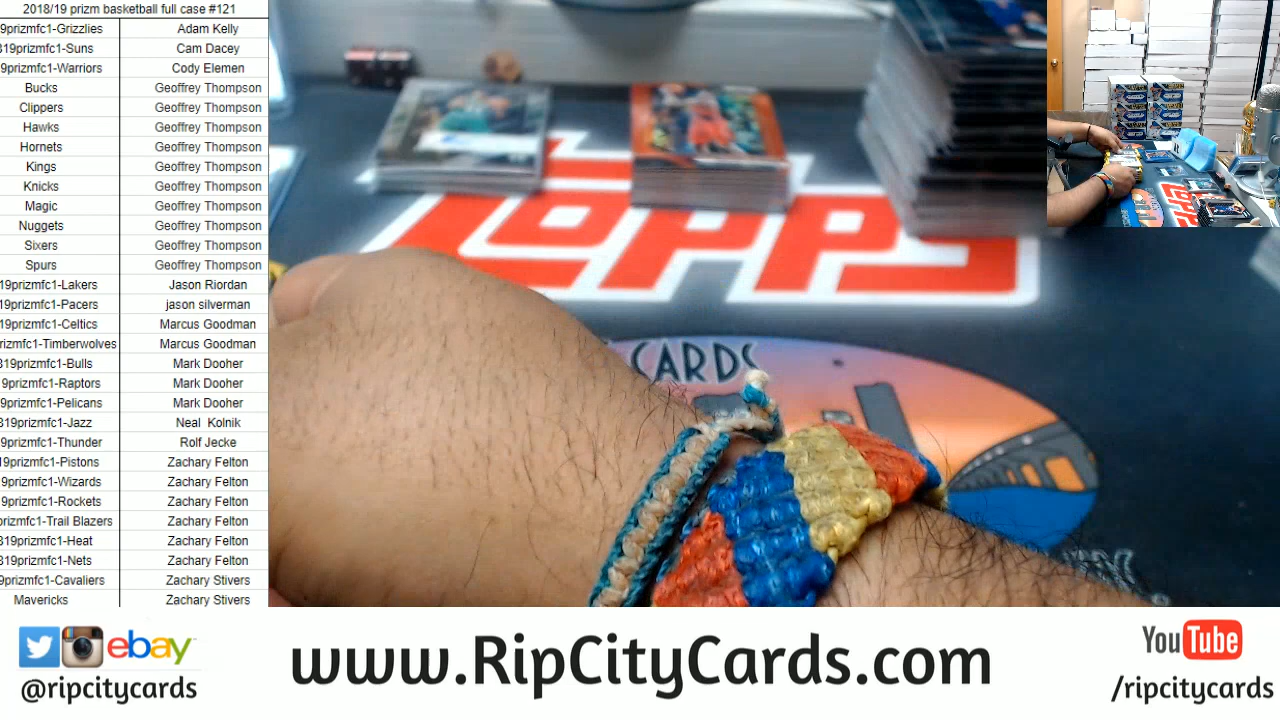 2018/19 prizm basketball full case #121
9prizmfc1-Grizzlies Adam Kelly
319prizmfc1-Suns Cam Dacey
9prizmfc1-Warriors Cody Elemen
Bucks Geoffrey Thompson
Clippers Geoffrey Thompson
Hawks Geoffrey Thompson
Hornets Geoffrey Thompson
Kings Geoffrey Thompson
Knicks Geoffrey Thompson
Magic Geoffrey Thompson
Nuggets Geoffrey Thompson
Sixers Geoffrey Thompson
Spurs Geoffrey Thompson
19prizmfc1-Lakers Jason Riordan
19prizmfc1-Pacers jason silverman
19prizmfc1-Celtics Marcus Goodman
rizmfc1-Timberwolves Marcus Goodman
319prizmfc1-Bulls Mark Dooher
9prizmfc1-Raptors Mark Dooher
9prizmfc1-Pelicans Mark Dooher
319prizmfc1-Jazz Neal Kolnik
9prizmfc1-Thunder Rolf Jecke
19prizmfc1-Pistons Zachary Felton
9prizmfc1-Wizards Zachary Felton
9prizmfc1-Rockets Zachary Felton
prizmfc1-Trail Blazers Zachary Felton
319prizmfc1-Heat Zachary Felton
319prizmfc1-Nets Zachary Felton
9prizmfc1-Cavaliers Zachary Stivers
Mavericks Zachary Stivers
TOPPS
CARDS
ebay
@ripcitycards
www.RipCityCards.com
YouTube
/ripcitycards